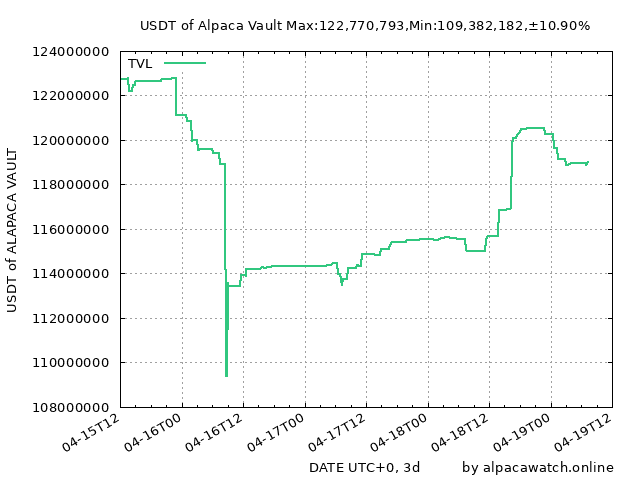 USDT of Alpaca Vault Max:122,770,793,Min:109,382,182,±10.90%
TVL
124000000
122000000
120000000
118000000
116000000
114000000
112000000
110000000
108000000
USDT of ALAPACA VAULT
04-15T12
04-16T00
04-16T12
04-17T00
04-17T12
04-18T00
04-18T12
04-19T00
04-19T12
DATE UTC+0, 3d
by alpacawatch.online